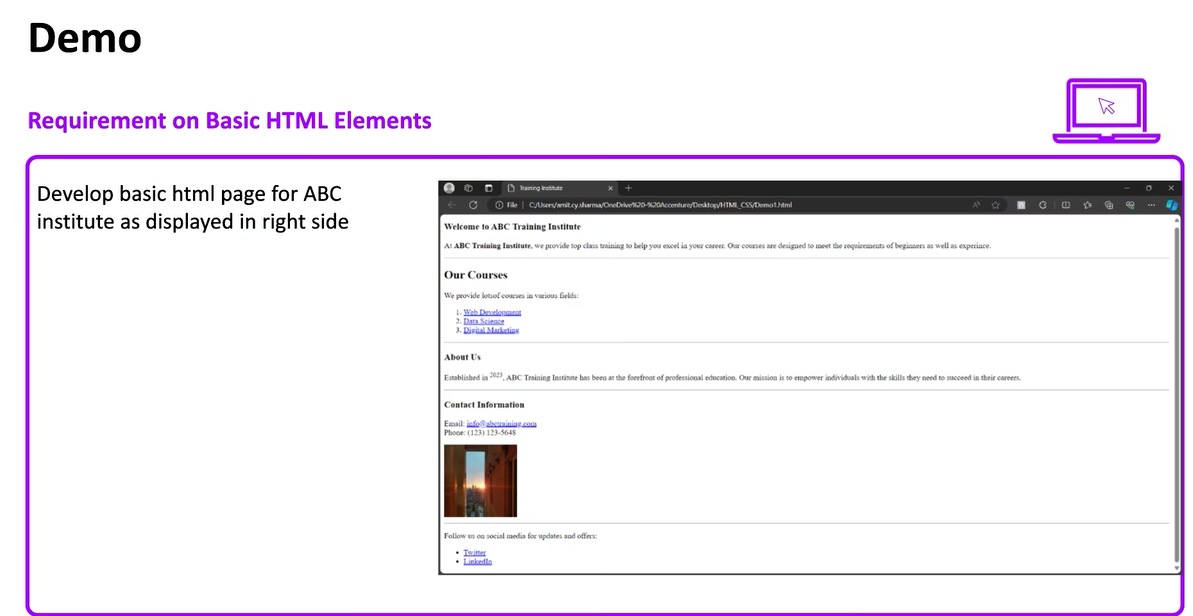 Demo
Requirement on Basic HTML Elements
Develop basic html page for ABC
institute as displayed in right side
Training Institute
File | C:/Users/amit.cy.sharma/OneDrive%20-%20Accenture/Desktop/HTML_CSS/Demo1.html
Welcome to ABC Training Institute
At ABC Training Institute, we provide top class training to help you excel in your career. Our courses are designed to meet the requirements of beginners as well as experince.
Our Courses
We provide lotsof courses in various fields:
1. Web Development
2. Data Science
3. Digital Marketing
About Us
Established in 2023, ABC Training Institute has been at the forefront of professional education. Our mission is to empower individuals with the skills they need to succeed in their careers.
Contact Information
Email: info@abctraining.com
Phone: (123) 123-5648
Follow us on social media for updates and offers:
• Twitter
• LinkedIn